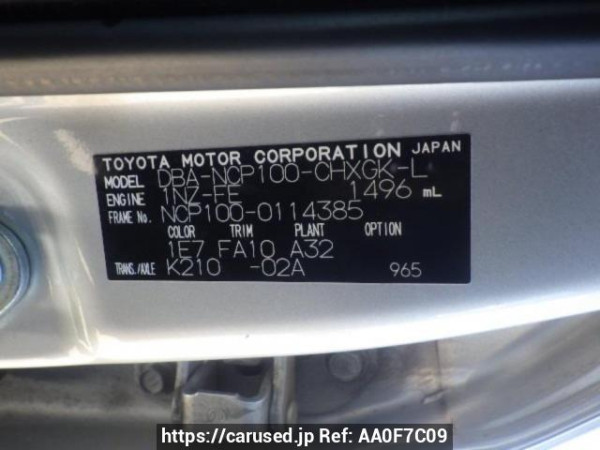 TOYOTA MOTOR CORPORATION JAPAN
MODEL DBA-NCP100-CHXGK-L
ENGINE 1NZ-FE 1496 mL
FRAME No. NCP100-0114385
COLOR TRIM PLANT OPTION
1E7 FA10 A32
TRANS./AXLE K210 -02A 965
https://carused.jp Ref: AA0F7C09